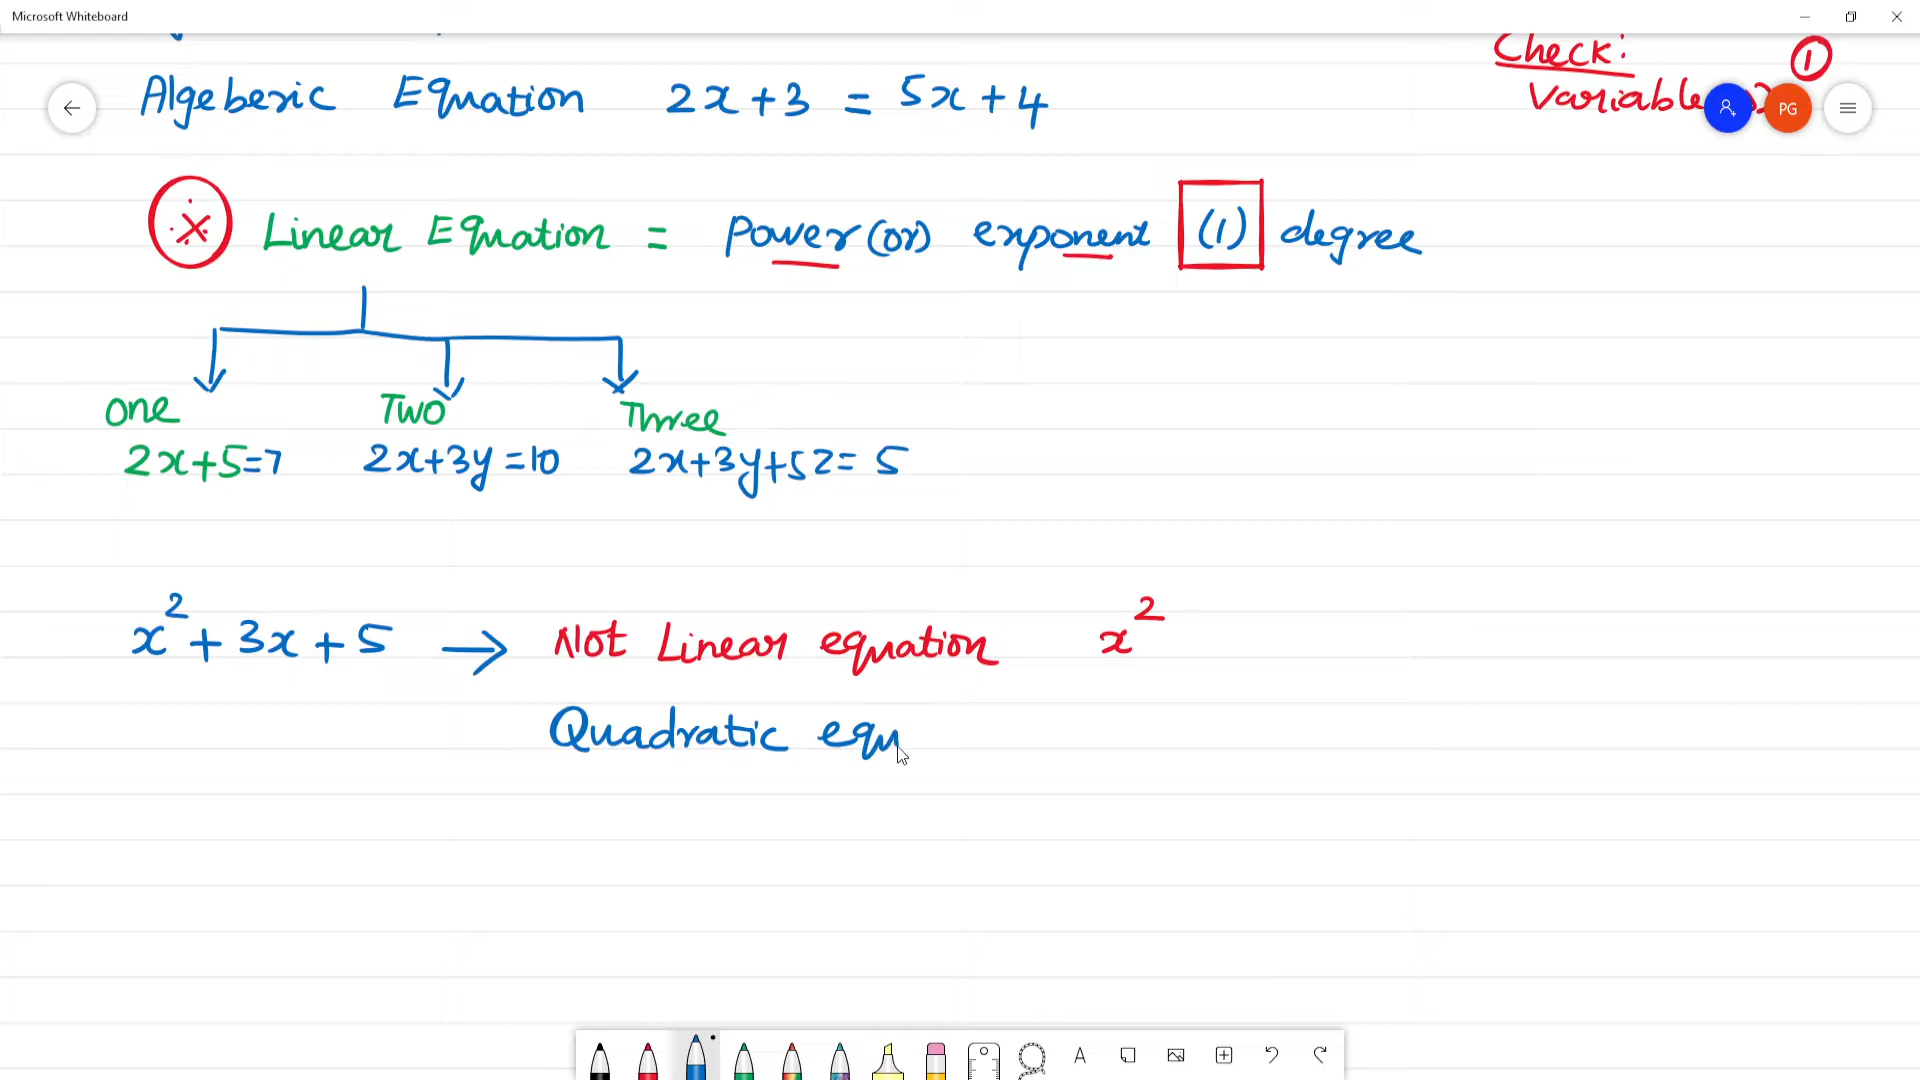 Microsoft Whiteboard
Check: ①
Variable
Algeberic Equation 2x+3 = 5x+4
PG
Linear Equation = Power (or) exponent (1) degree
One Two Three
2x+5=7 2x+3y=10 2x+3y+5z=5
x²+3x+5 → Not Linear equation x²
Quadratic equ
A